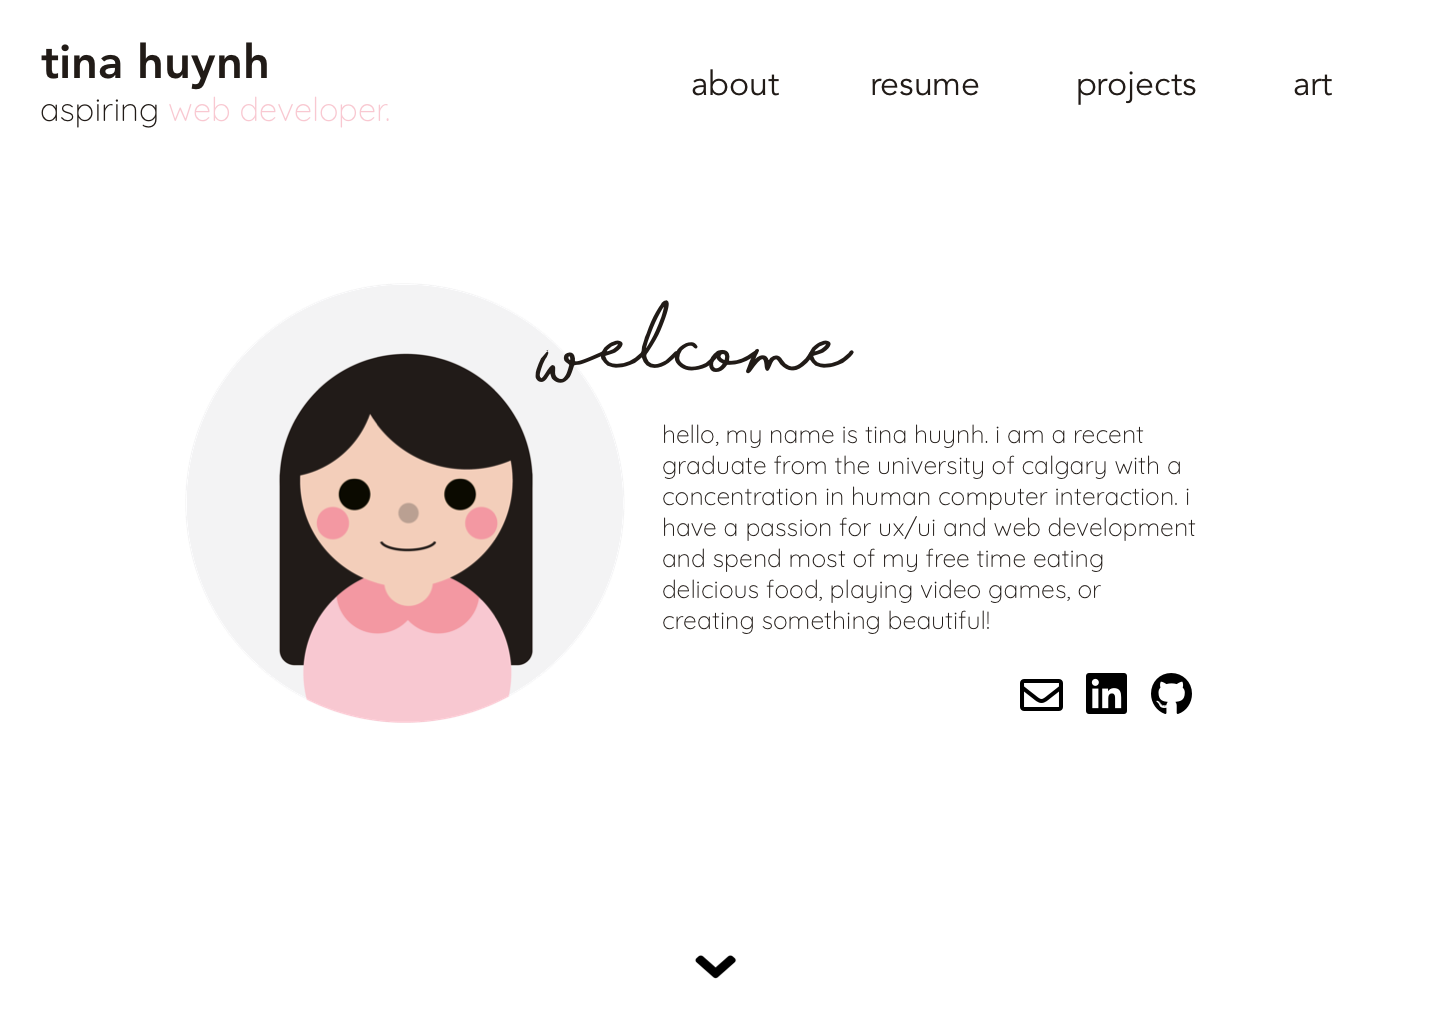 tina huynh
aspiring web developer.
about resume projects art
welcome
hello, my name is tina huynh. i am a recent
graduate from the university of calgary with a
concentration in human computer interaction. i
have a passion for ux/ui and web development
and spend most of my free time eating
delicious food, playing video games, or
creating something beautiful!
in